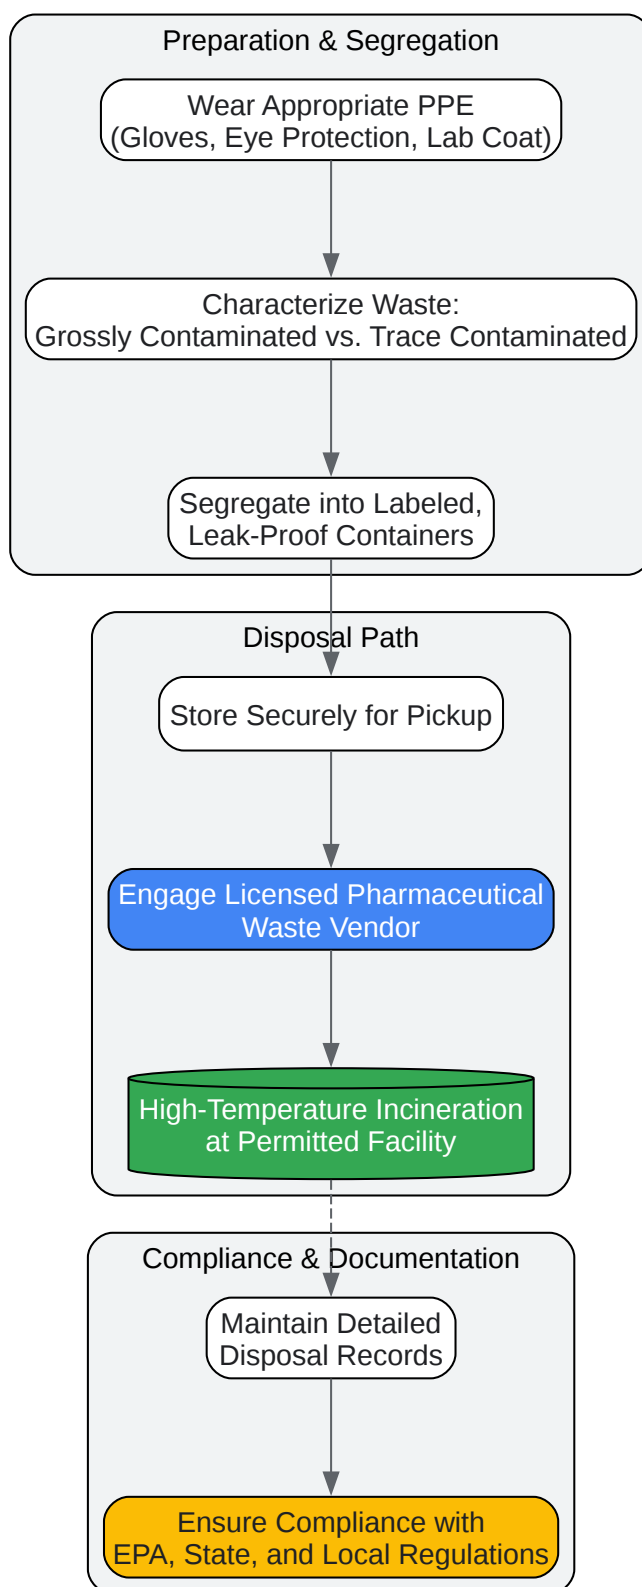 Preparation & Segregation
Wear Appropriate PPE
(Gloves, Eye Protection, Lab Coat)
Characterize Waste:
Grossly Contaminated vs. Trace Contaminated
Segregate into Labeled,
Leak-Proof Containers
Disposal Path
Store Securely for Pickup
Engage Licensed Pharmaceutical
Waste Vendor
High-Temperature Incineration
at Permitted Facility
Compliance & Documentation
Maintain Detailed
Disposal Records
Ensure Compliance with
EPA, State, and Local Regulations